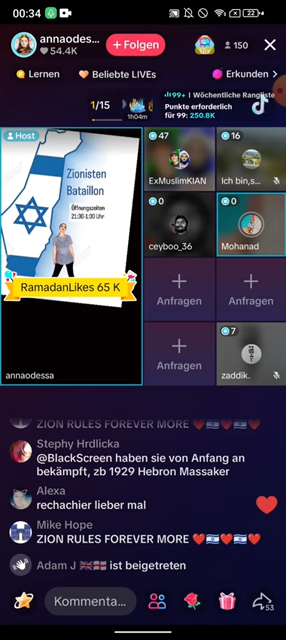 00:34
22
annaodes...
54.4K
+ Folgen
150
Lernen
Beliebte LIVEs
Erkunden >
1/15
1h04m
99+ | Wöchentliche Rangliste
Punkte erforderlich
für 99: 250.8K
Host
Zionisten
Bataillon
Öffnungszeiten
21:00-1:00 Uhr
RamadanLikes 65 K
annaodessa
47
ExMuslimKIAN
16
Ich bin,s...
0
ceyboo_36
0
Mohanad
Anfragen
Anfragen
Anfragen
7
zaddik.
ZION RULES FOREVER MORE ❤️🇮🇱❤️🇮🇱❤️
Stephy Hrdlicka
@BlackScreen haben sie von Anfang an
bekämpft, zb 1929 Hebron Massaker
Alexa
rechachier lieber mal
Mike Hope
ZION RULES FOREVER MORE ❤️🇮🇱❤️🇮🇱❤️
Adam J 🇬🇧🏴󠁧󠁢󠁥󠁮󠁧󠁿 ist beigetreten
Kommenta...
53